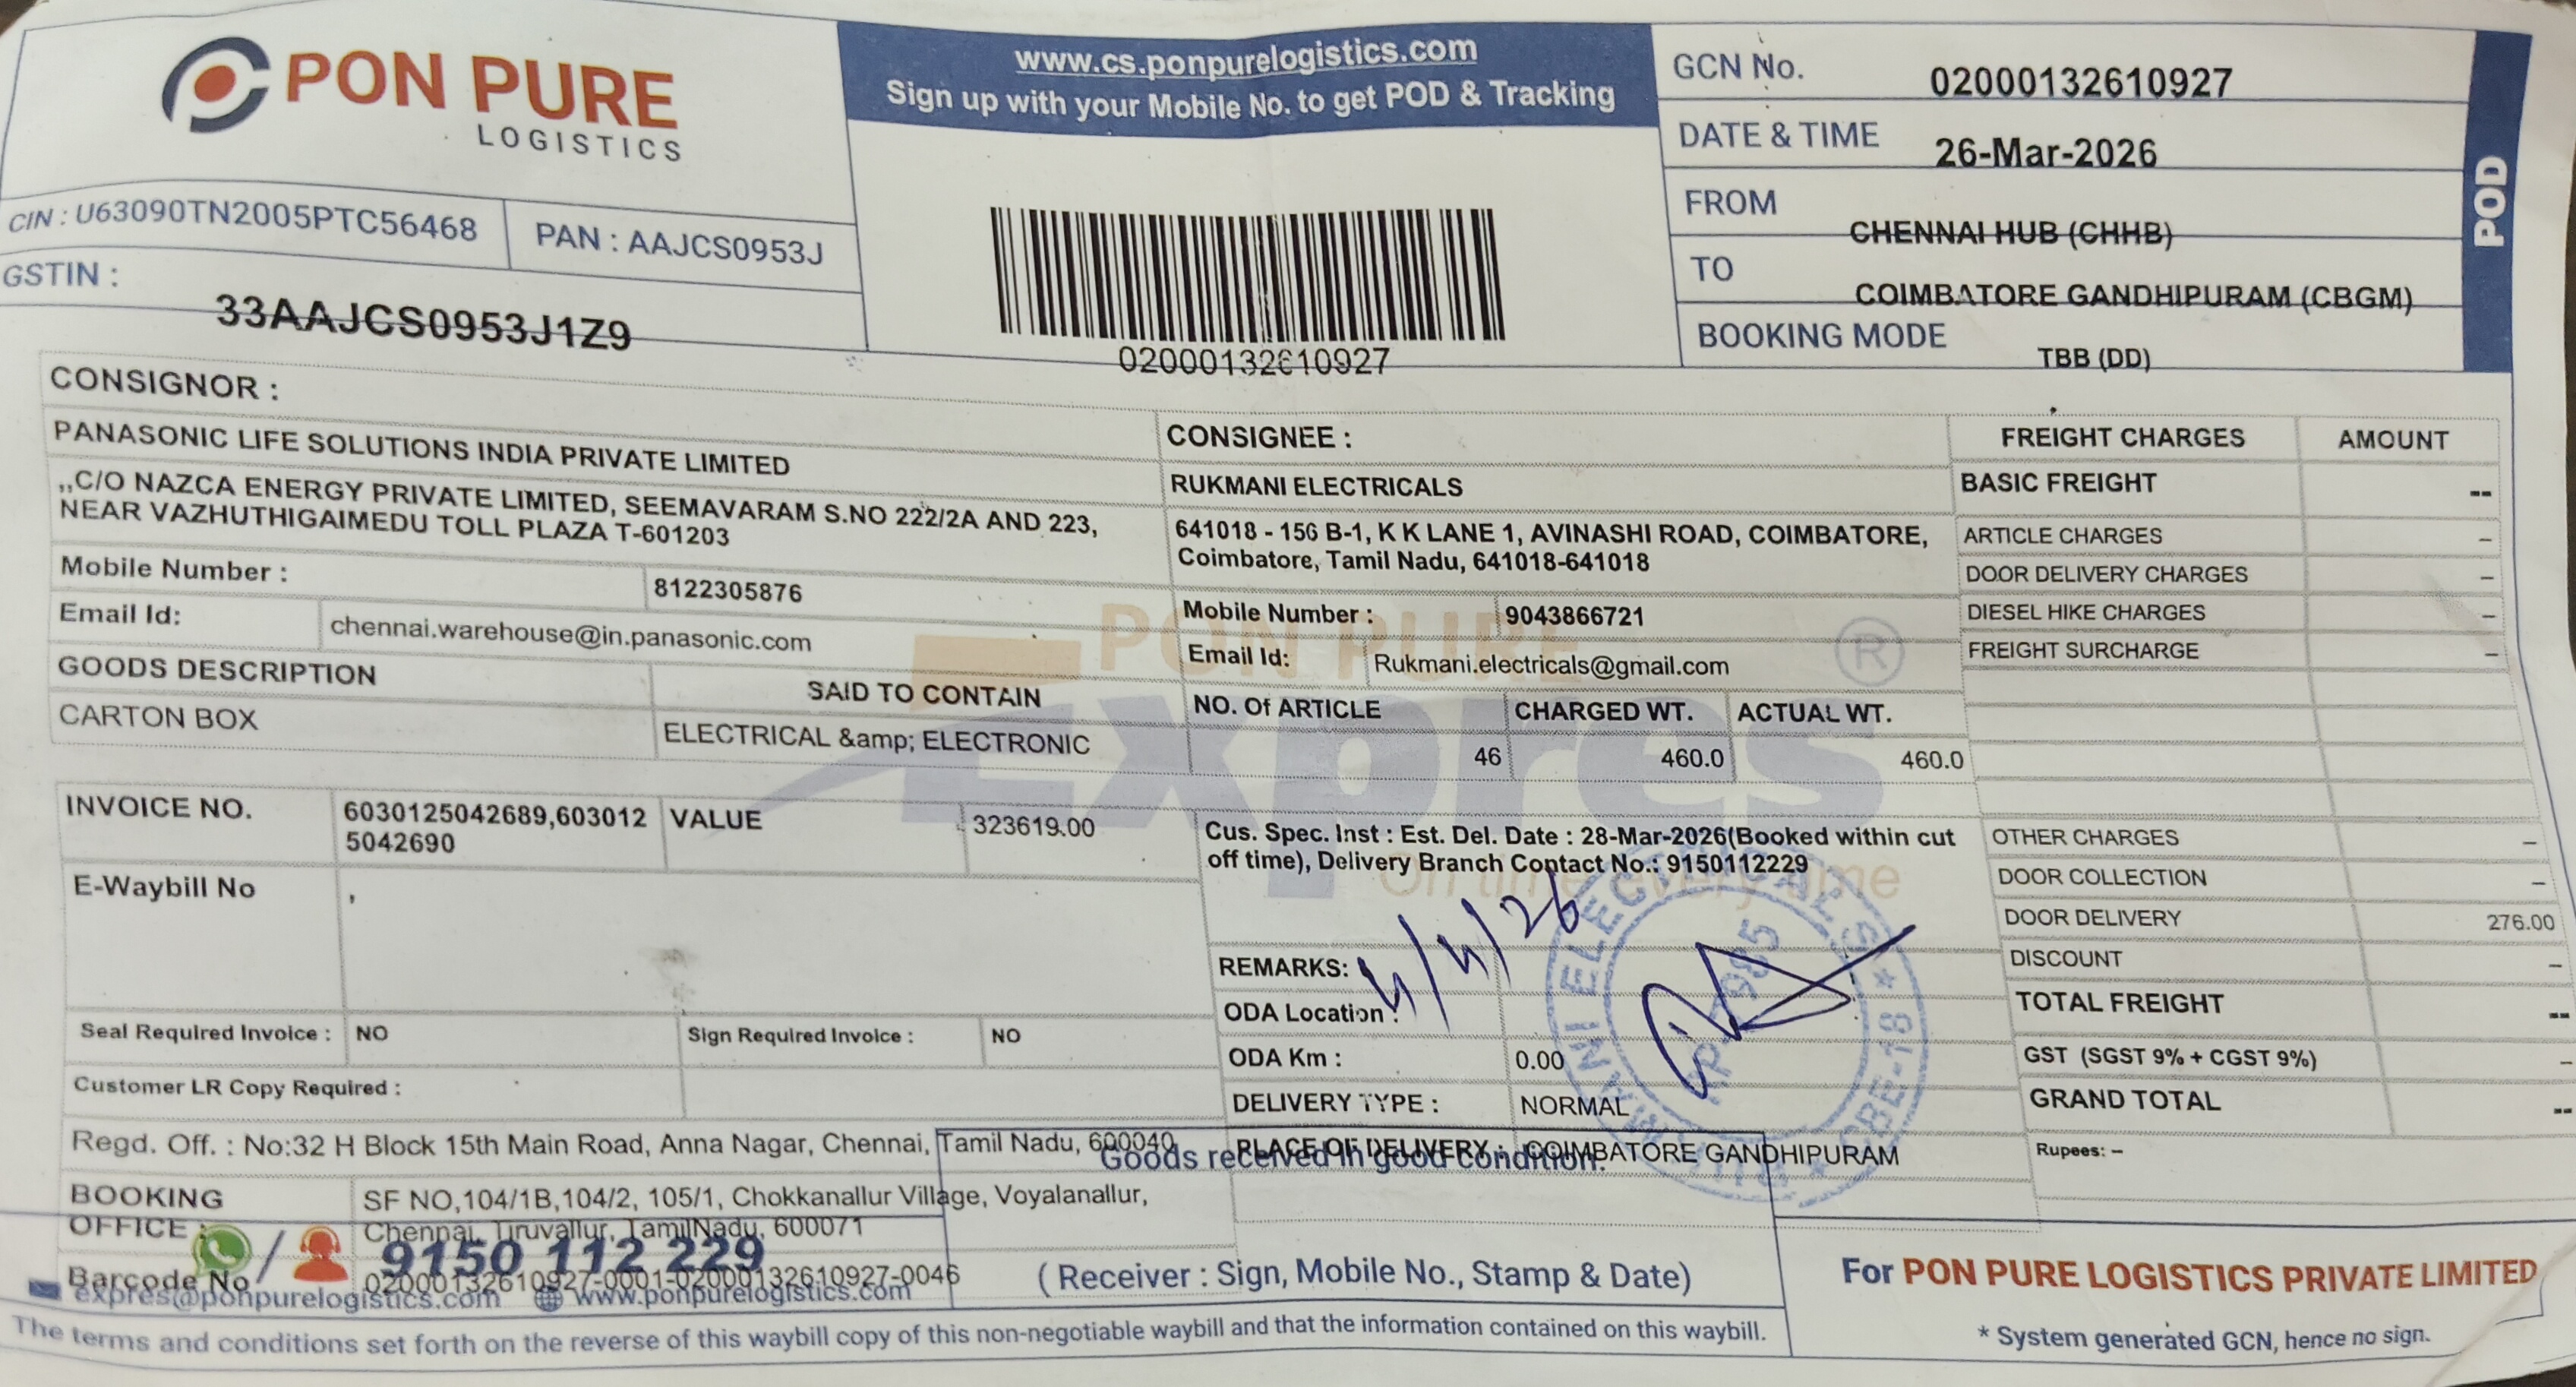 PON PURE
LOGISTICS
CIN : U63090TN2005PTC56468
PAN : AAJCS0953J
GSTIN :
33AAJCS0953J1Z9
www.cs.ponpurelogistics.com
Sign up with your Mobile No. to get POD & Tracking
02000132610927
GCN No. 02000132610927
DATE & TIME 26-Mar-2026
FROM CHENNAI HUB (CHHB)
TO COIMBATORE GANDHIPURAM (CBGM)
BOOKING MODE TBB (DD)
POD
CONSIGNOR :
PANASONIC LIFE SOLUTIONS INDIA PRIVATE LIMITED
,,C/O NAZCA ENERGY PRIVATE LIMITED, SEEMAVARAM S.NO 222/2A AND 223,
NEAR VAZHUTHIGAIMEDU TOLL PLAZA T-601203
Mobile Number : 8122305876
Email Id: chennai.warehouse@in.panasonic.com
GOODS DESCRIPTION SAID TO CONTAIN
CARTON BOX ELECTRICAL &amp; ELECTRONIC
CONSIGNEE :
RUKMANI ELECTRICALS
641018 - 156 B-1, K K LANE 1, AVINASHI ROAD, COIMBATORE,
Coimbatore, Tamil Nadu, 641018-641018
Mobile Number : 9043866721
Email Id: Rukmani.electricals@gmail.com
NO. Of ARTICLE CHARGED WT. ACTUAL WT.
46 460.0 460.0
PON PURE
Expres ®
On time every time
FREIGHT CHARGES AMOUNT
BASIC FREIGHT --
ARTICLE CHARGES –
DOOR DELIVERY CHARGES –
DIESEL HIKE CHARGES –
FREIGHT SURCHARGE –
OTHER CHARGES –
DOOR COLLECTION –
DOOR DELIVERY 276.00
DISCOUNT –
TOTAL FREIGHT --
GST (SGST 9% + CGST 9%) –
GRAND TOTAL --
Rupees: –
INVOICE NO. 6030125042689,603012 VALUE 323619.00
5042690
E-Waybill No ,
Seal Required Invoice : NO Sign Required Invoice : NO
Customer LR Copy Required :
Cus. Spec. Inst : Est. Del. Date : 28-Mar-2026(Booked within cut
off time), Delivery Branch Contact No.: 9150112229
4/4/26
REMARKS:
ODA Location :
ODA Km : 0.00
DELIVERY TYPE : NORMAL
PLACE OF DELIVERY : COIMBATORE GANDHIPURAM
Goods received in good condition.
Regd. Off. : No:32 H Block 15th Main Road, Anna Nagar, Chennai, Tamil Nadu, 600040
BOOKING OFFICE : SF NO,104/1B,104/2, 105/1, Chokkanallur Village, Voyalanallur,
Chennai, Tiruvallur, TamilNadu, 600071
9150 112 229
Barcode No 02000132610927-0001-02000132610927-0046
expres@ponpurelogistics.com www.ponpurelogistics.com
( Receiver : Sign, Mobile No., Stamp & Date)
For PON PURE LOGISTICS PRIVATE LIMITED
The terms and conditions set forth on the reverse of this waybill copy of this non-negotiable waybill and that the information contained on this waybill.
* System generated GCN, hence no sign.